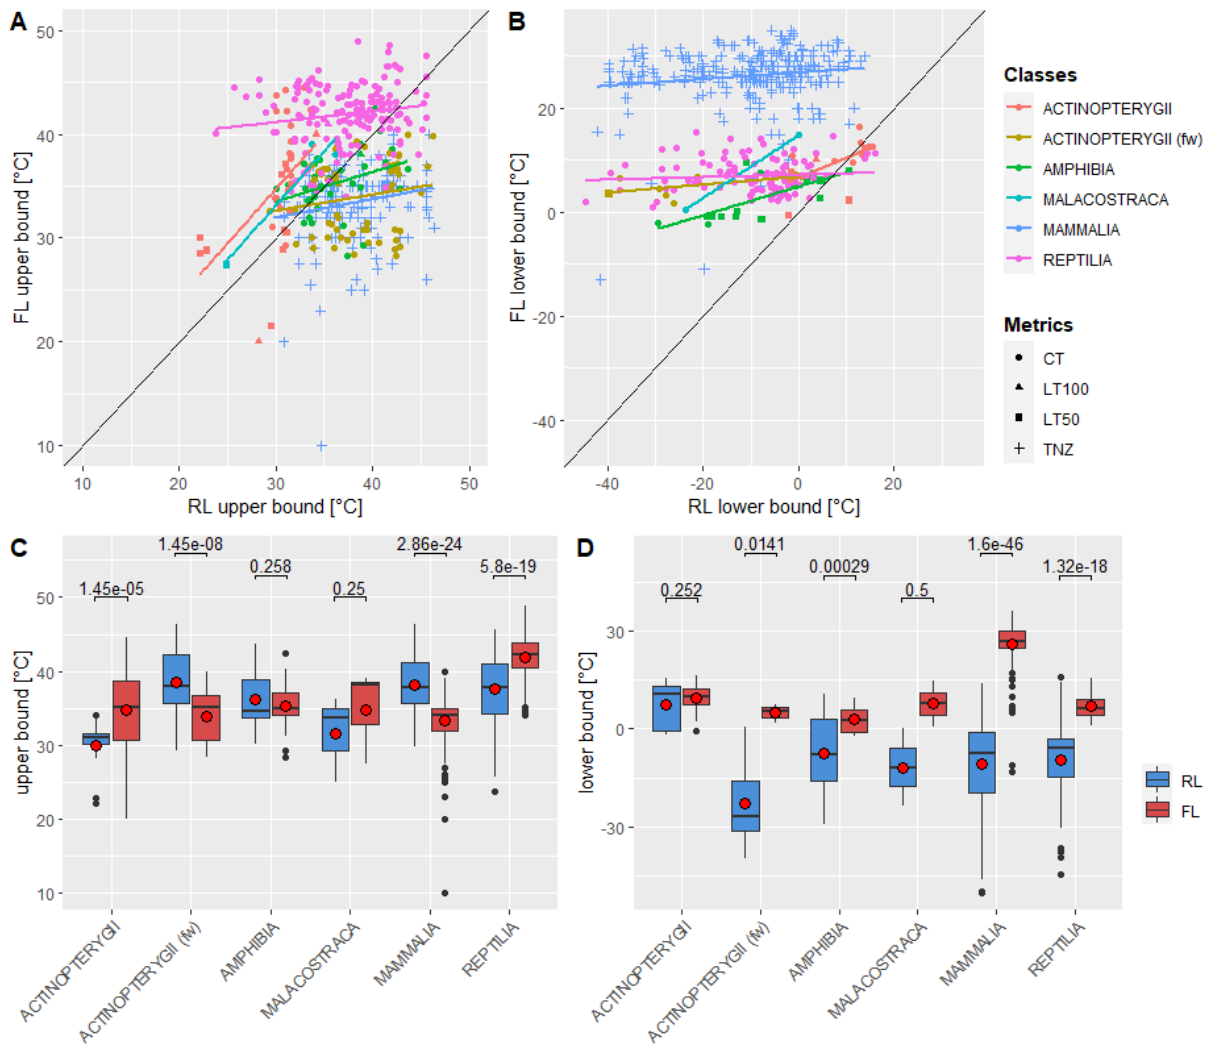 A
B
50
40
30
20
10
FL upper bound [°C]
10
20
30
40
50
RL upper bound [°C]
20
0
-20
-40
FL lower bound [°C]
-40
-20
0
20
RL lower bound [°C]
Classes
ACTINOPTERYGII
ACTINOPTERYGII (fw)
AMPHIBIA
MALACOSTRACA
MAMMALIA
REPTILIA
Metrics
CT
LT100
LT50
TNZ
C
1.45e-05
1.45e-08
0.258
0.25
2.86e-24
5.8e-19
50
40
30
20
10
upper bound [°C]
ACTINOPTERYGII
ACTINOPTERYGII (fw)
AMPHIBIA
MALACOSTRACA
MAMMALIA
REPTILIA
D
0.252
0.0141
0.00029
0.5
1.6e-46
1.32e-18
30
0
-30
lower bound [°C]
ACTINOPTERYGII
ACTINOPTERYGII (fw)
AMPHIBIA
MALACOSTRACA
MAMMALIA
REPTILIA
RL
FL